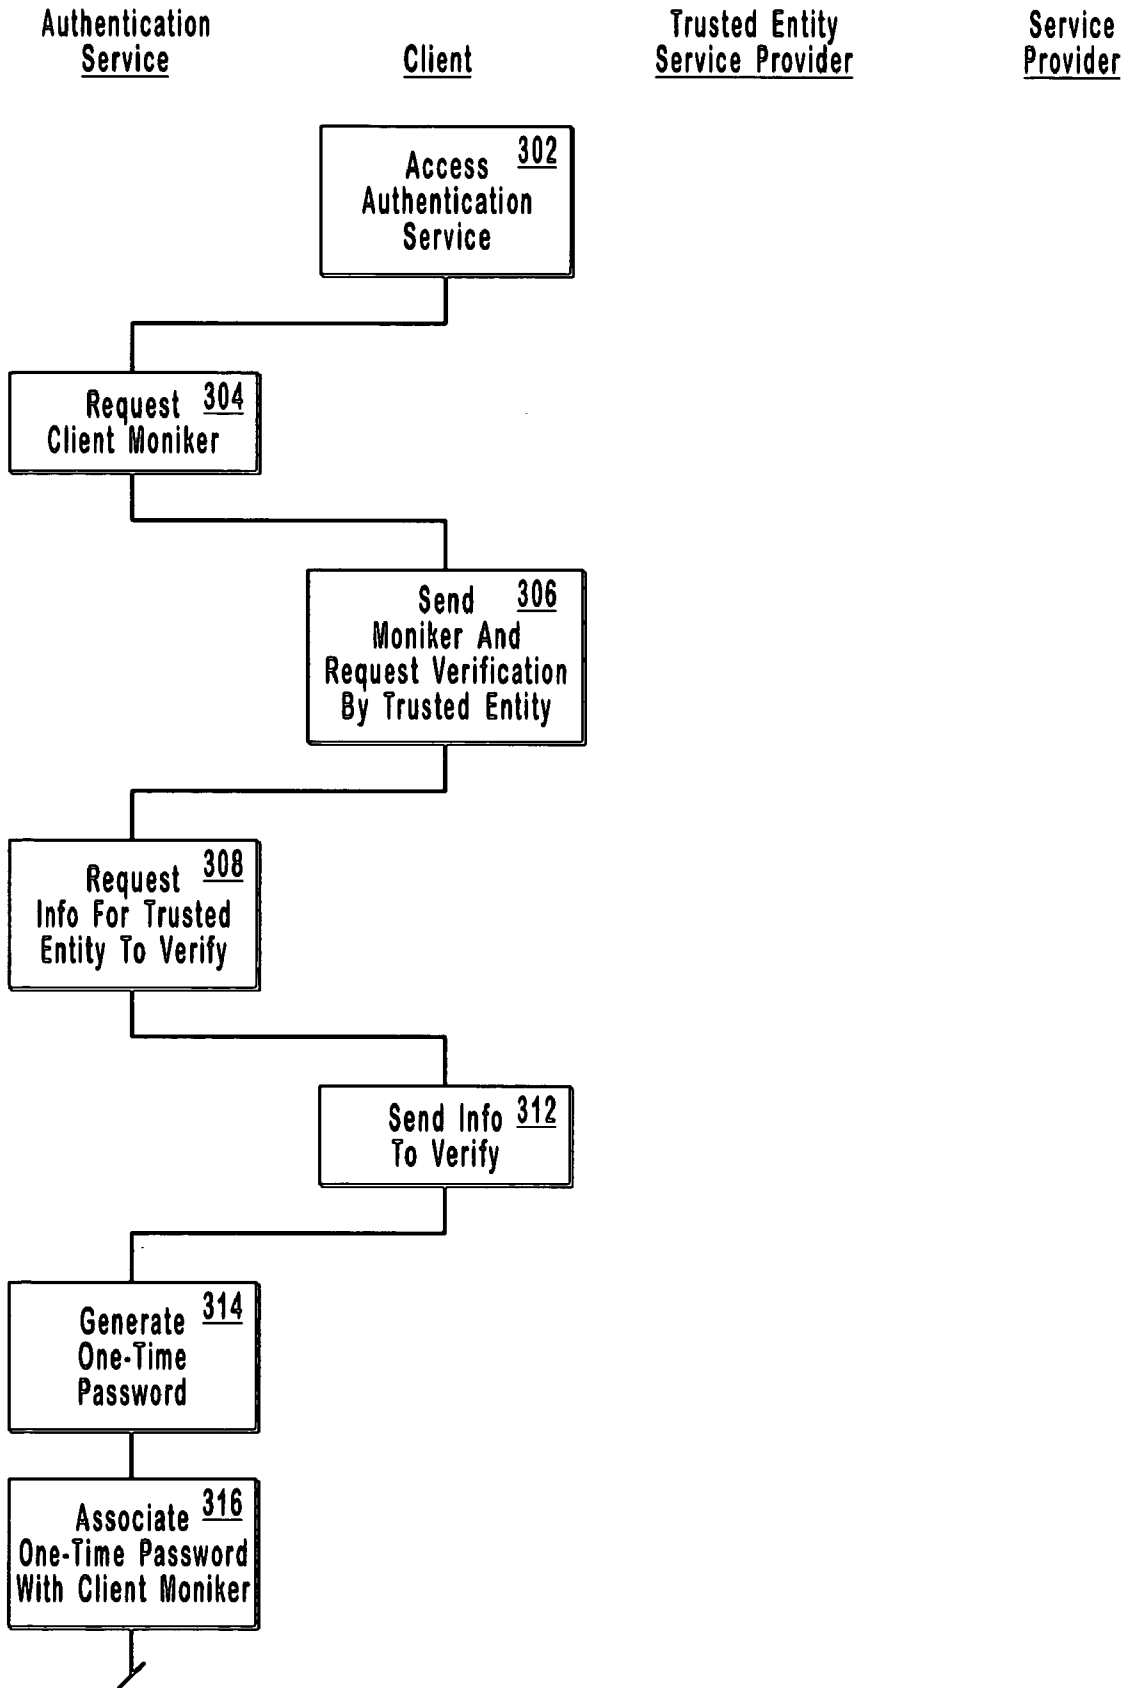 Authentication
Service
Client
Trusted Entity
Service Provider
Service
Provider
302
Access
Authentication
Service
304
Request
Client Moniker
306
Send
Moniker And
Request Verification
By Trusted Entity
308
Request
Info For Trusted
Entity To Verify
312
Send Info
To Verify
314
Generate
One-Time
Password
316
Associate
One-Time Password
With Client Moniker